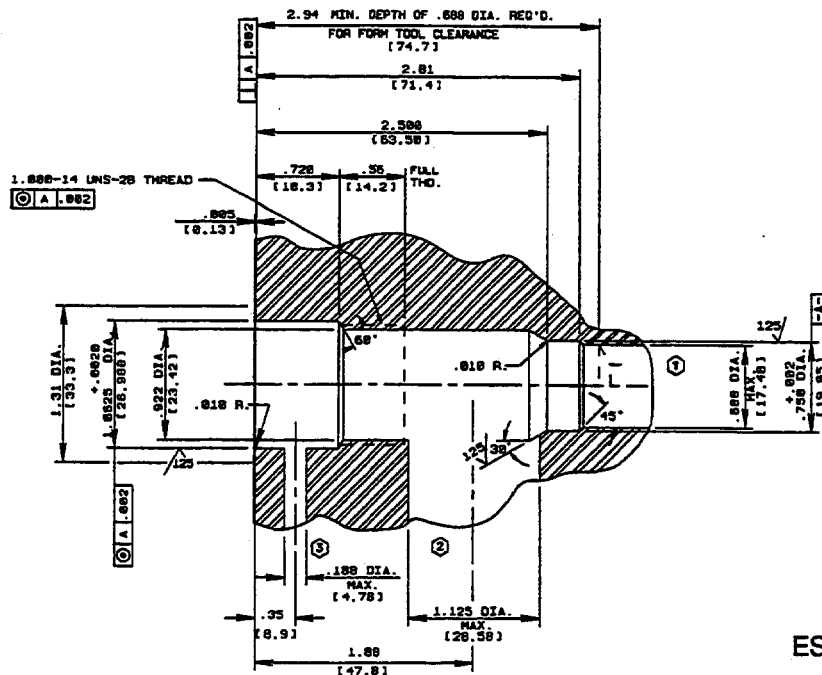 2.94 MIN. DEPTH OF .688 DIA. REQ'D.
FOR FORM TOOL CLEARANCE
[74.7]
A .002
2.81
[71.4]
2.500
[63.50]
.720
[18.3]
.56
[14.2]
FULL
THD.
1.000-14 UNS-2B THREAD
A .002
.005
[0.13]
60°
.010 R.
125
-A-
1
1.31 DIA.
[33.3]
+.0020
1.0625 DIA.
[26.988]
.922 DIA.
[23.42]
.010 R.
.688 DIA.
MAX.
[17.48]
+.002
.750 DIA.
[19.05]
45°
125
30°
125
A .002
3
2
.188 DIA.
MAX.
[4.78]
.35
[8.9]
1.125 DIA.
MAX.
[28.58]
1.88
[47.8]
ES